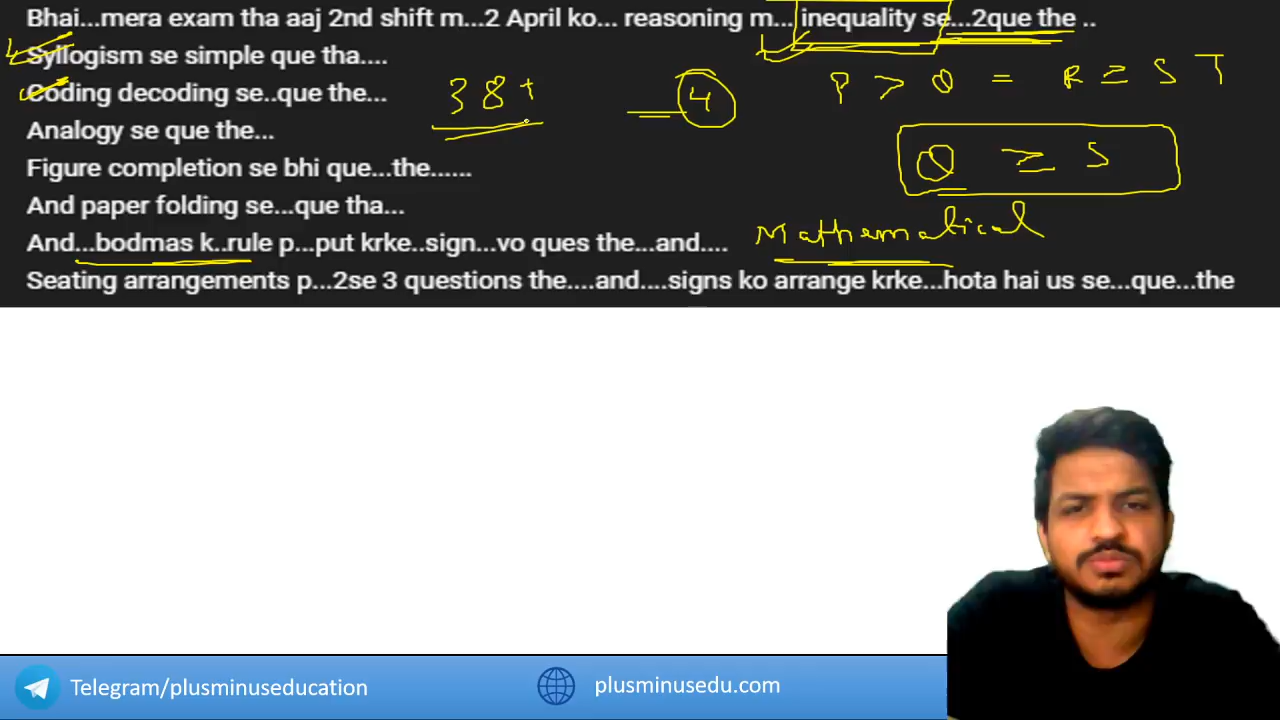 Bhai...mera exam tha aaj 2nd shift m...2 April ko... reasoning m... inequality se...2que the ..
Syllogism se simple que tha....
Coding decoding se..que the...
Analogy se que the...
Figure completion se bhi que...the......
And paper folding se...que tha...
And...bodmas k..rule p...put krke..sign...vo ques the...and....
Seating arrangements p...2se 3 questions the....and....signs ko arrange krke...hota hai us se...que...the
38+ 4
P > Q = R ≥ S T
Q ≥ S
Mathematical
Telegram/plusminuseducation
plusminusedu.com